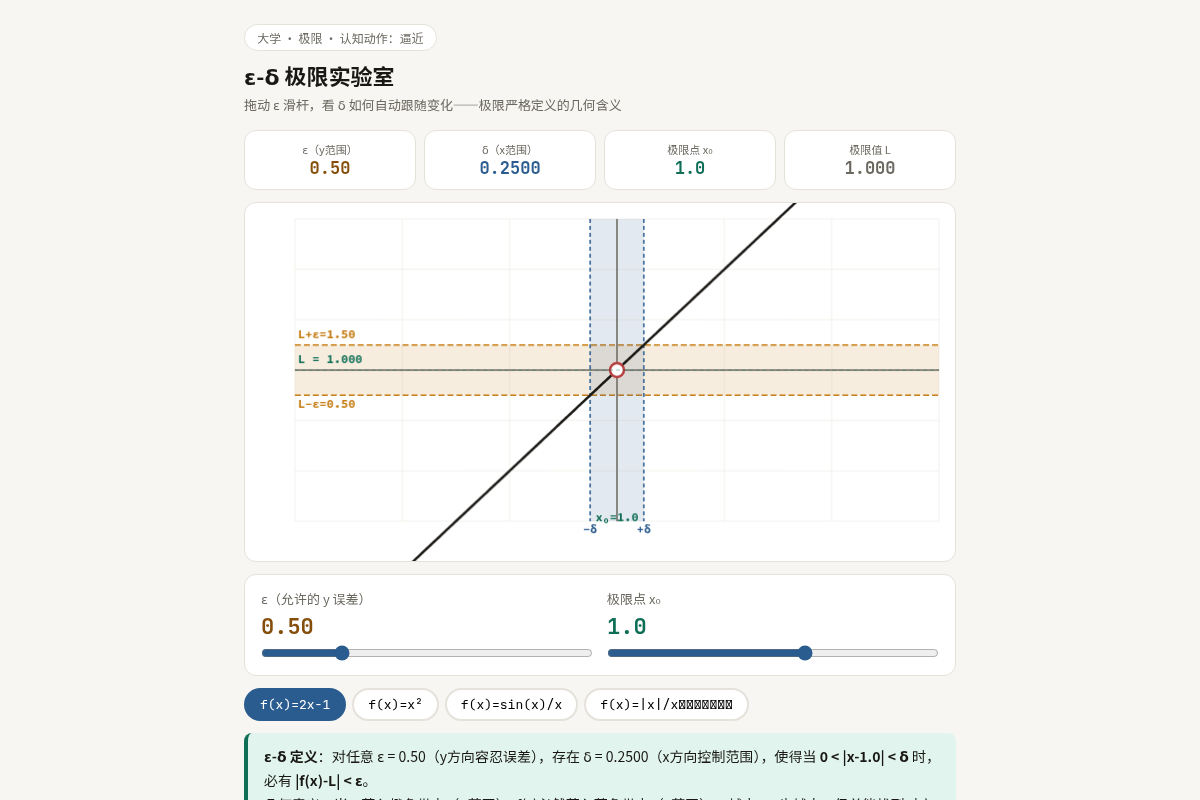 大学 · 极限 · 认知动作：逼近
ε-δ 极限实验室
拖动 ε 滑杆，看 δ 如何自动跟随变化——极限严格定义的几何含义
ε（y范围）
0.50
δ（x范围）
0.2500
极限点 x₀
1.0
极限值 L
1.000
L+ε=1.50
L = 1.000
L−ε=0.50
x₀=1.0
−δ
+δ
ε（允许的 y 误差）
0.50
极限点 x₀
1.0
f(x)=2x-1
f(x)=x²
f(x)=sin(x)/x
f(x)=|x|/x
ε-δ 定义：对任意 ε = 0.50（y方向容忍误差），存在 δ = 0.2500（x方向控制范围），使得当 0 < |x-1.0| < δ 时，
必有 |f(x)-L| < ε。